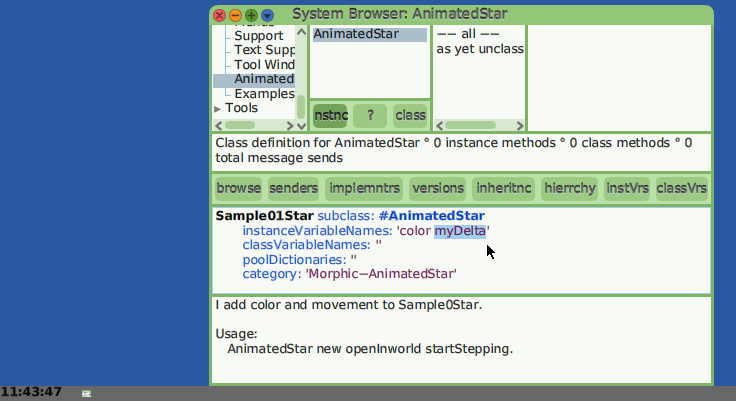 System Browser: AnimatedStar
Support
Text Supp
Tool Wind
Animated
Examples
Tools
AnimatedStar
-- all --
as yet unclass
nstnc ? class
Class definition for AnimatedStar ° 0 instance methods ° 0 class methods ° 0
total message sends
browse senders implemntrs versions inheritnc hierrchy instVrs classVrs
Sample01Star subclass: #AnimatedStar
instanceVariableNames: 'color myDelta'
classVariableNames: ''
poolDictionaries: ''
category: 'Morphic-AnimatedStar'
I add color and movement to Sample0Star.
Usage:
AnimatedStar new openInworld startStepping.
11:43:47